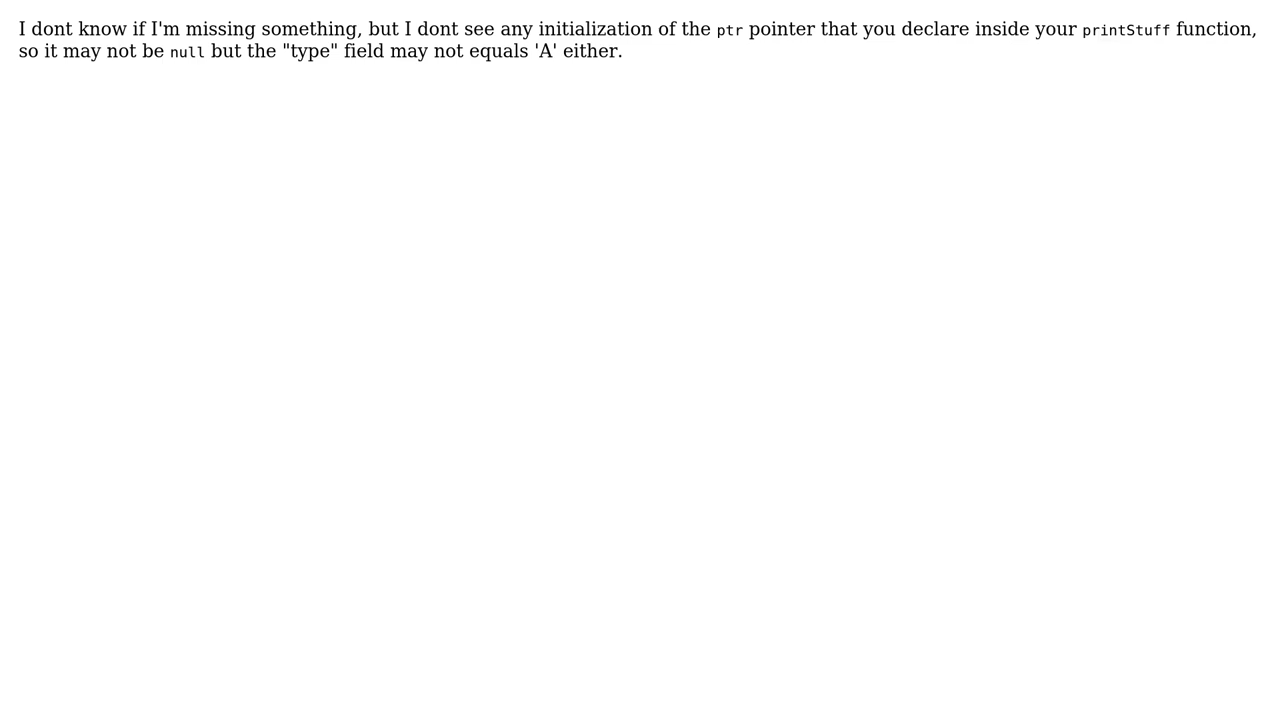 I dont know if I'm missing something, but I dont see any initialization of the ptr pointer that you declare inside your printStuff function,
so it may not be null but the "type" field may not equals 'A' either.